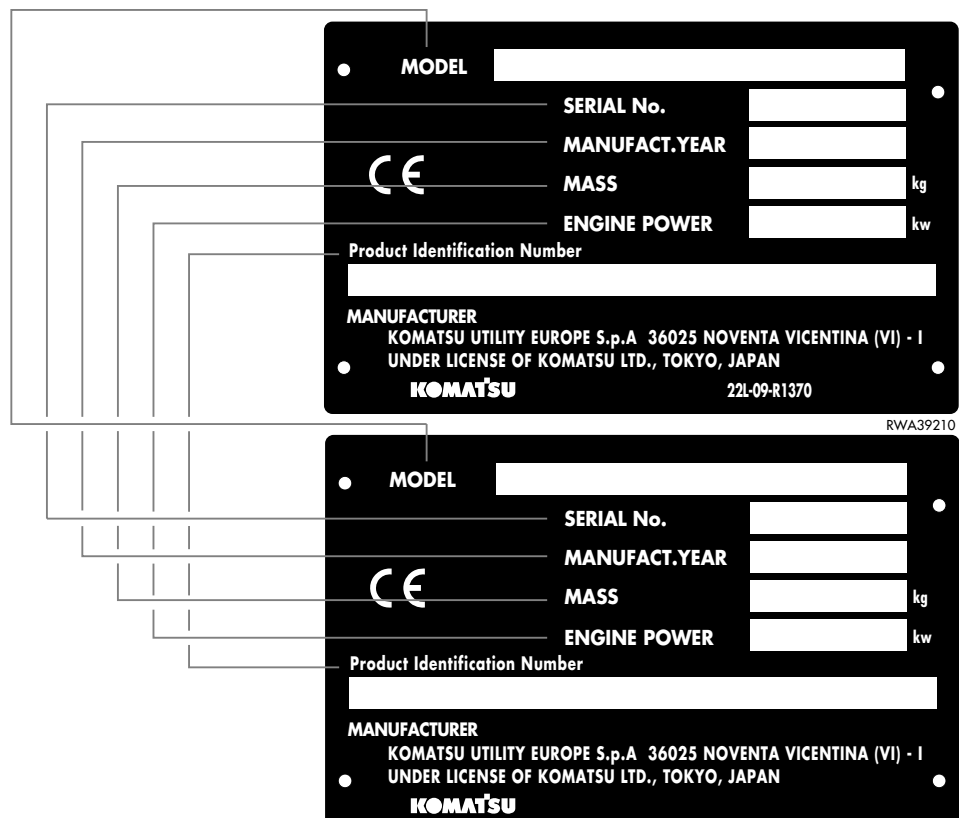 MODEL
SERIAL No.
MANUFACT.YEAR
CE
MASS kg
ENGINE POWER kw
Product Identification Number
MANUFACTURER
KOMATSU UTILITY EUROPE S.p.A 36025 NOVENTA VICENTINA (VI) - I
UNDER LICENSE OF KOMATSU LTD., TOKYO, JAPAN
KOMATSU 22L-09-R1370
RWA39210
MODEL
SERIAL No.
MANUFACT.YEAR
CE
MASS kg
ENGINE POWER kw
Product Identification Number
MANUFACTURER
KOMATSU UTILITY EUROPE S.p.A 36025 NOVENTA VICENTINA (VI) - I
UNDER LICENSE OF KOMATSU LTD., TOKYO, JAPAN
KOMATSU